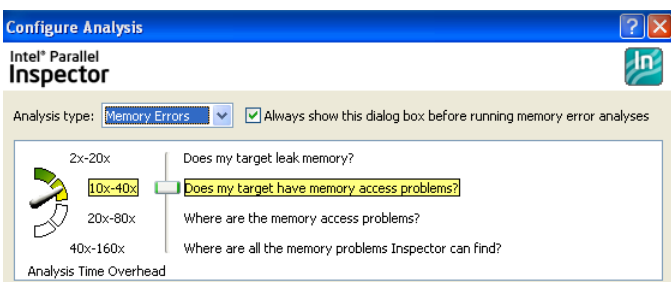 Configure Analysis
Intel® Parallel
Inspector
In
Analysis type: Memory Errors Always show this dialog box before running memory error analyses
2x-20x Does my target leak memory?
10x-40x Does my target have memory access problems?
20x-80x Where are the memory access problems?
40x-160x Where are all the memory problems Inspector can find?
Analysis Time Overhead